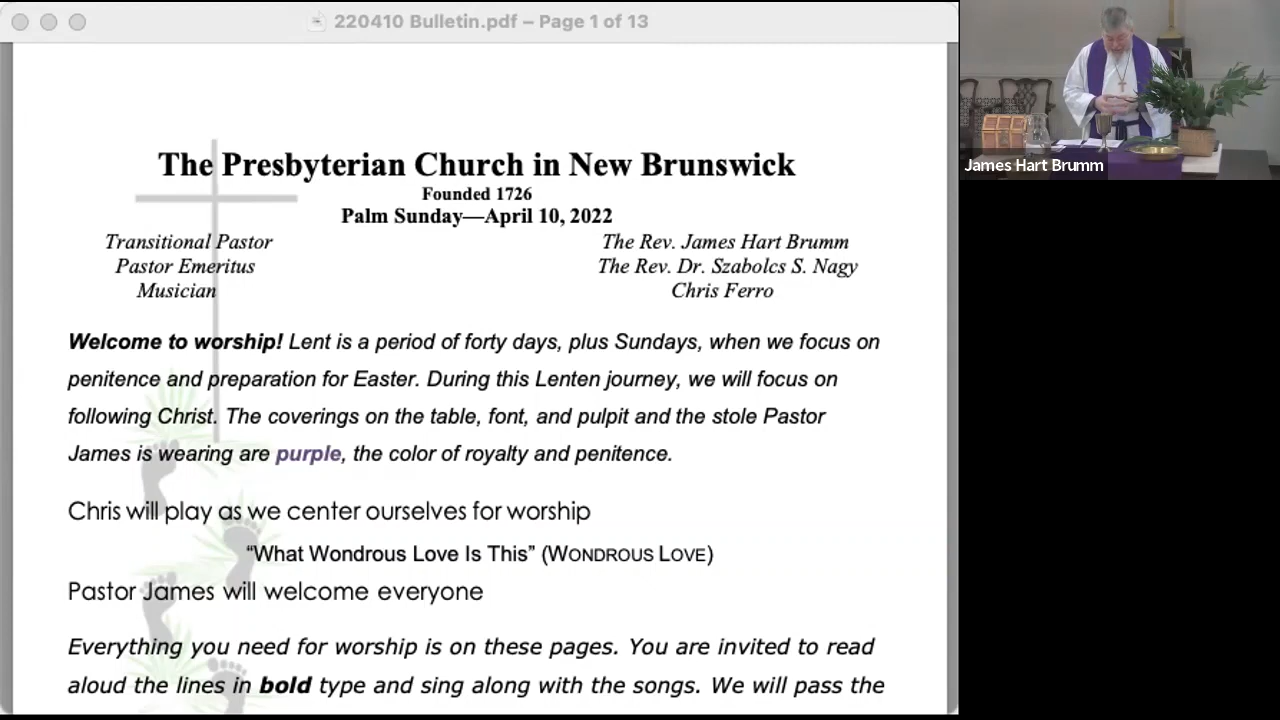 220410 Bulletin.pdf – Page 1 of 13
The Presbyterian Church in New Brunswick
Founded 1726
Palm Sunday—April 10, 2022
Transitional Pastor The Rev. James Hart Brumm
Pastor Emeritus The Rev. Dr. Szabolcs S. Nagy
Musician Chris Ferro
Welcome to worship! Lent is a period of forty days, plus Sundays, when we focus on
penitence and preparation for Easter. During this Lenten journey, we will focus on
following Christ. The coverings on the table, font, and pulpit and the stole Pastor
James is wearing are purple, the color of royalty and penitence.
Chris will play as we center ourselves for worship
“What Wondrous Love Is This” (WONDROUS LOVE)
Pastor James will welcome everyone
Everything you need for worship is on these pages. You are invited to read
aloud the lines in bold type and sing along with the songs. We will pass the
James Hart Brumm